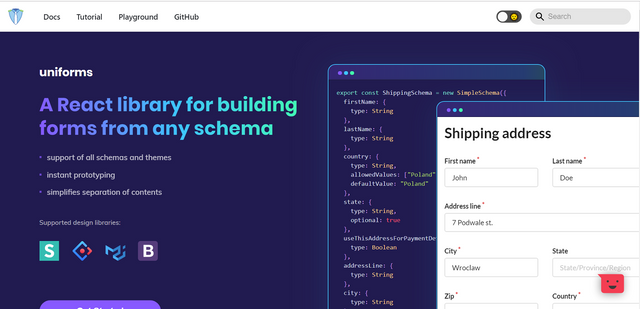 Docs Tutorial Playground GitHub
Search
uniforms
A React library for building
forms from any schema
support of all schemas and themes
instant prototyping
simplifies separation of contents
Supported design libraries:
S
B
export const ShippingSchema = new SimpleSchema({
firstName: {
type: String
},
lastName: {
type: String
},
country: {
type: String,
allowedValues: ["Poland"
defaultValue: "Poland"
},
state: {
type: String,
optional: true
},
useThisAddressForPaymentDe
type: Boolean
},
addressLine: {
type: String
},
city: {
type: String
Shipping address
First name * Last name *
John Doe
Address line *
7 Podwale st.
City * State
Wroclaw State/Province/Region
Zip * Country *